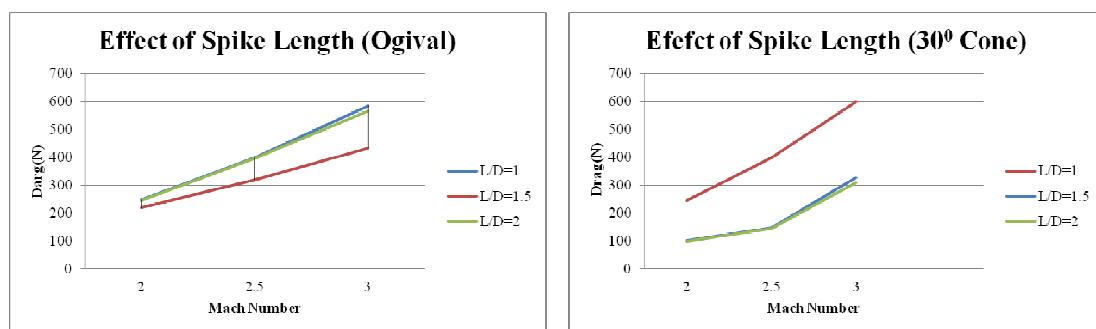 Effect of Spike Length (Ogival)
700
600
500
400
300
200
100
0
Darg(N)
2
2.5
3
Mach Number
L/D=1
L/D=1.5
L/D=2
Efefct of Spike Length (30⁰ Cone)
700
600
500
400
300
200
100
0
Drag(N)
2
2.5
3
Mach Number
L/D=1
L/D=1.5
L/D=2